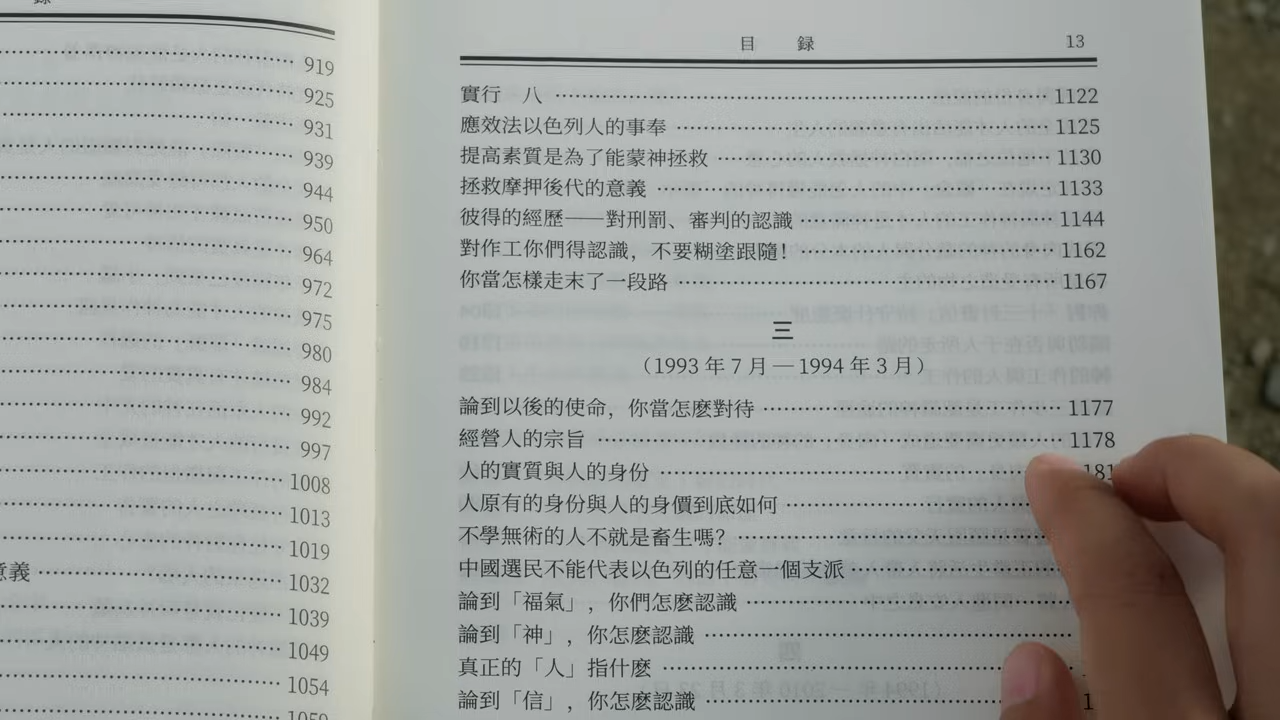 錄
919
925
931
939
944
950
964
972
975
980
984
992
997
1008
1013
1019
意義 1032
1039
1049
1054
1059
目 錄 13
實行 八 1122
應效法以色列人的事奉 1125
提高素質是為了能蒙神拯救 1130
拯救摩押後代的意義 1133
彼得的經歷——對刑罰、審判的認識 1144
對作工你們得認識，不要糊塗跟隨！ 1162
你當怎樣走末了一段路 1167
三
（1993 年 7 月 — 1994 年 3 月）
論到以後的使命，你當怎麼對待 1177
經營人的宗旨 1178
人的實質與人的身份 181
人原有的身份與人的身價到底如何
不學無術的人不就是畜生嗎？
中國選民不能代表以色列的任意一個支派
論到「福氣」，你們怎麼認識
論到「神」，你怎麼認識
真正的「人」指什麼
論到「信」，你怎麼認識